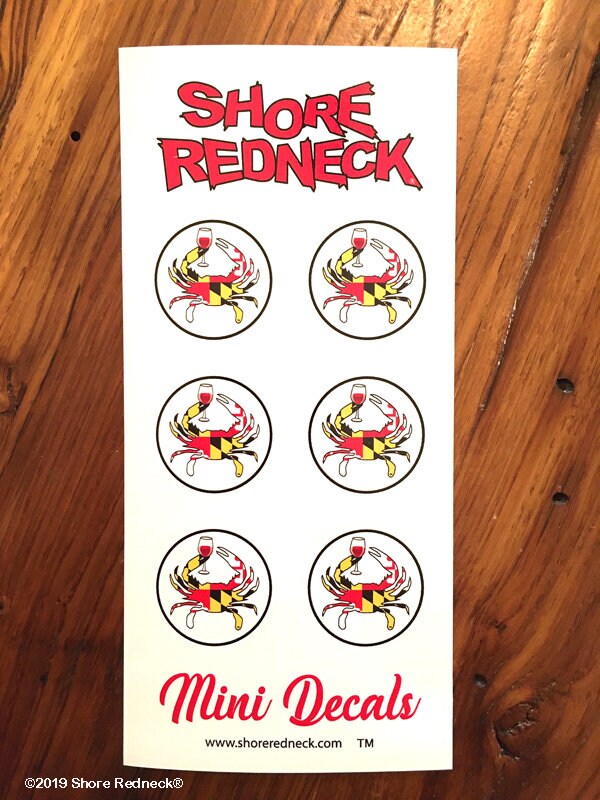 SHORE
REDNECK
Mini Decals
www.shoreredneck.com TM
©2019 Shore Redneck®